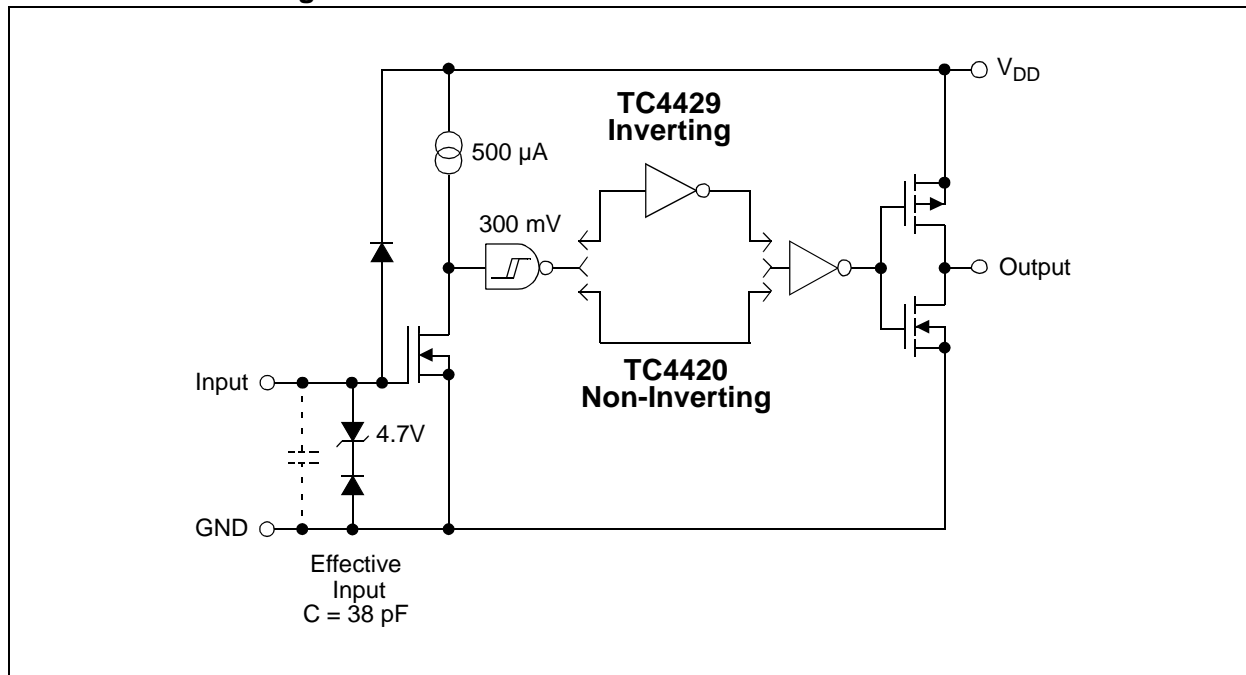 g
V_DD
TC4429
Inverting
500 µA
300 mV
Output
TC4420
Non-Inverting
Input
4.7V
GND
Effective
Input
C = 38 pF